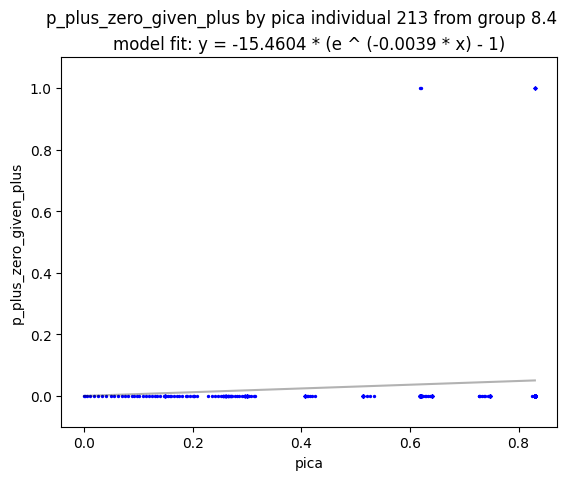 p_plus_zero_given_plus by pica individual 213 from group 8.4
model fit: y = -15.4604 * (e ^ (-0.0039 * x) - 1)
p_plus_zero_given_plus
1.0
0.8
0.6
0.4
0.2
0.0
0.0 0.2 0.4 0.6 0.8
pica